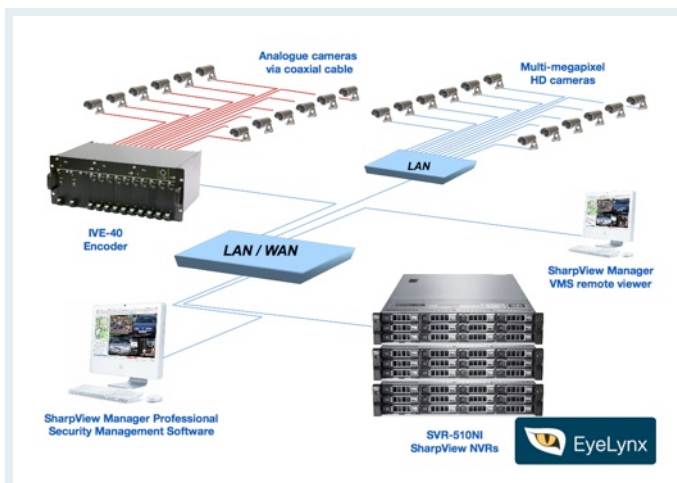 Analogue cameras
via coaxial cable
Multi-megapixel
HD cameras
LAN
IVE-40
Encoder
LAN / WAN
SharpView Manager
VMS remote viewer
SharpView Manager Professional
Security Management Software
SVR-510NI
SharpView NVRs
EyeLynx